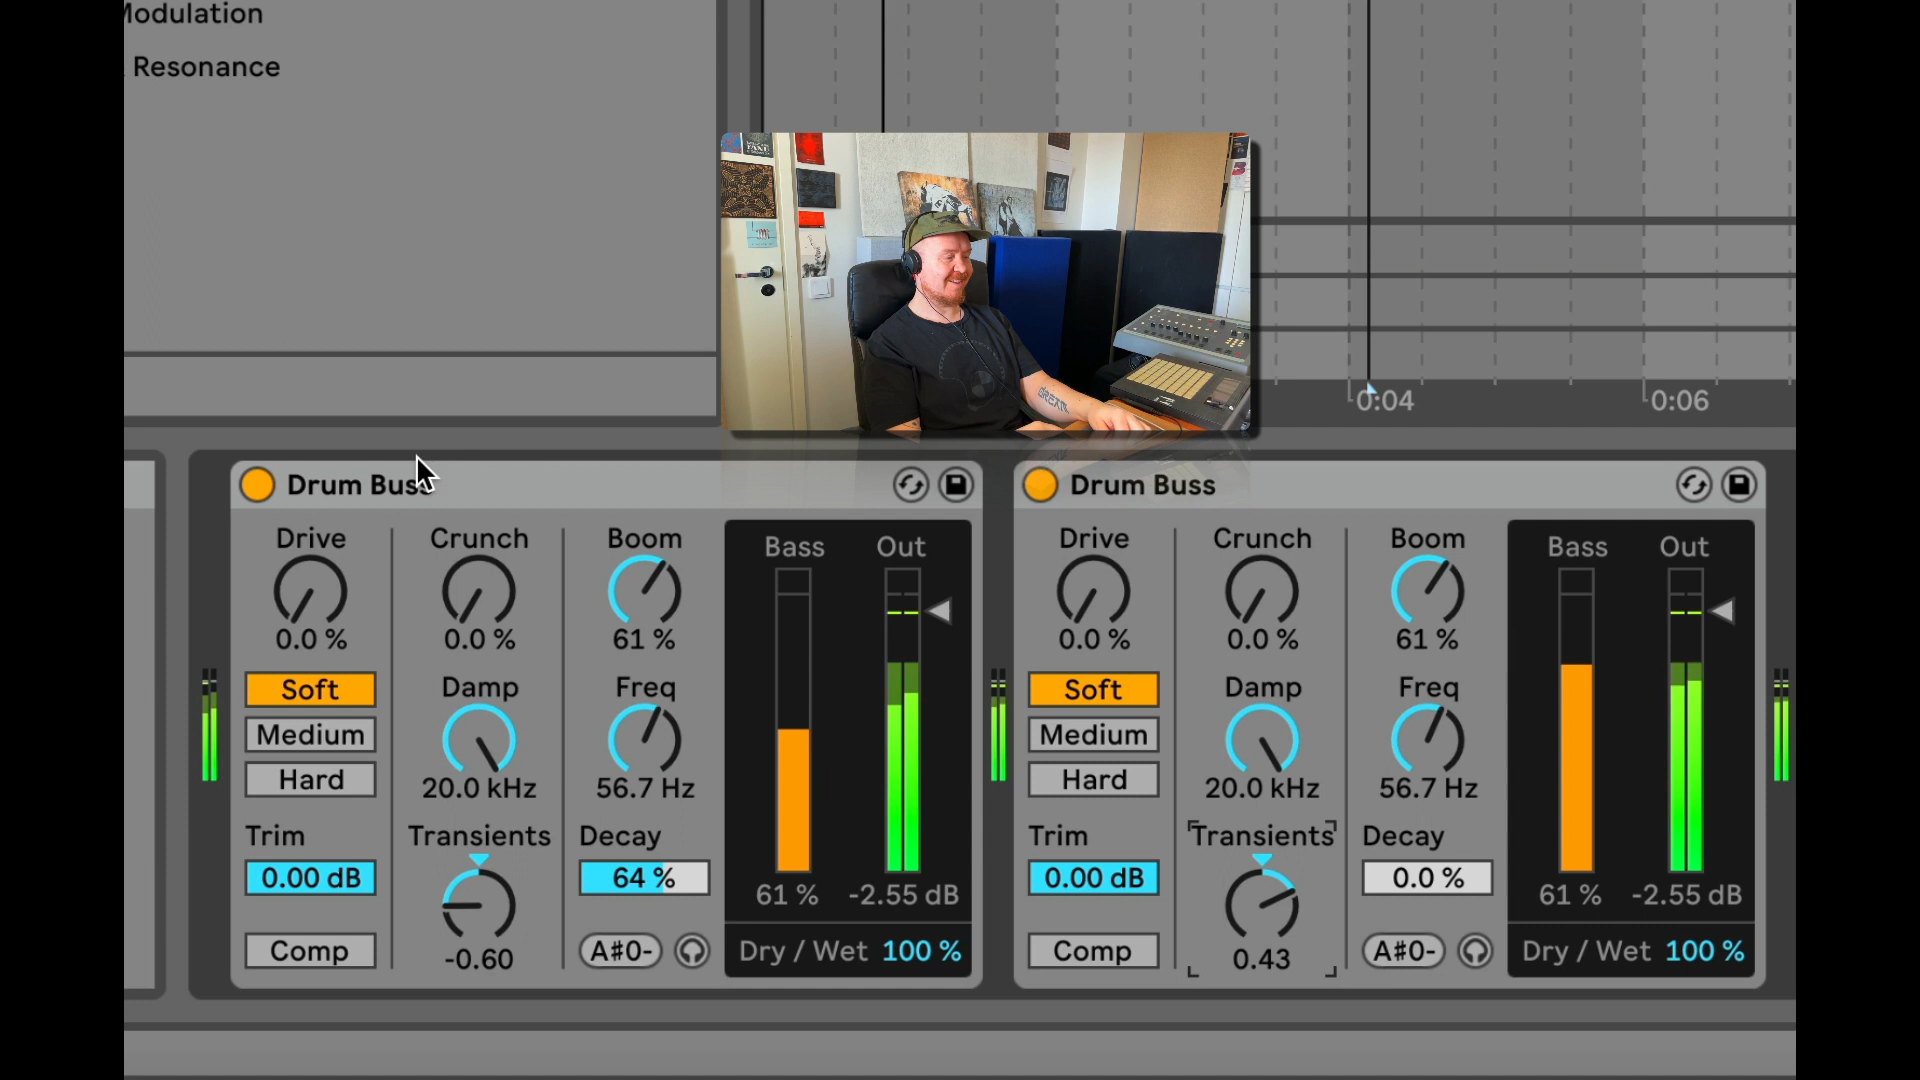 Modulation
Resonance
0:04
0:06
Drum Buss
Drive
Crunch
Boom
0.0 %
0.0 %
61 %
Soft
Medium
Hard
Damp
Freq
20.0 kHz
56.7 Hz
Trim
Transients
Decay
0.00 dB
64 %
Comp
-0.60
A#0-
Bass
Out
61 %
-2.55 dB
Dry / Wet 100 %
Drum Buss
Drive
Crunch
Boom
0.0 %
0.0 %
61 %
Soft
Medium
Hard
Damp
Freq
20.0 kHz
56.7 Hz
Trim
Transients
Decay
0.00 dB
0.0 %
Comp
0.43
A#0-
Bass
Out
61 %
-2.55 dB
Dry / Wet 100 %